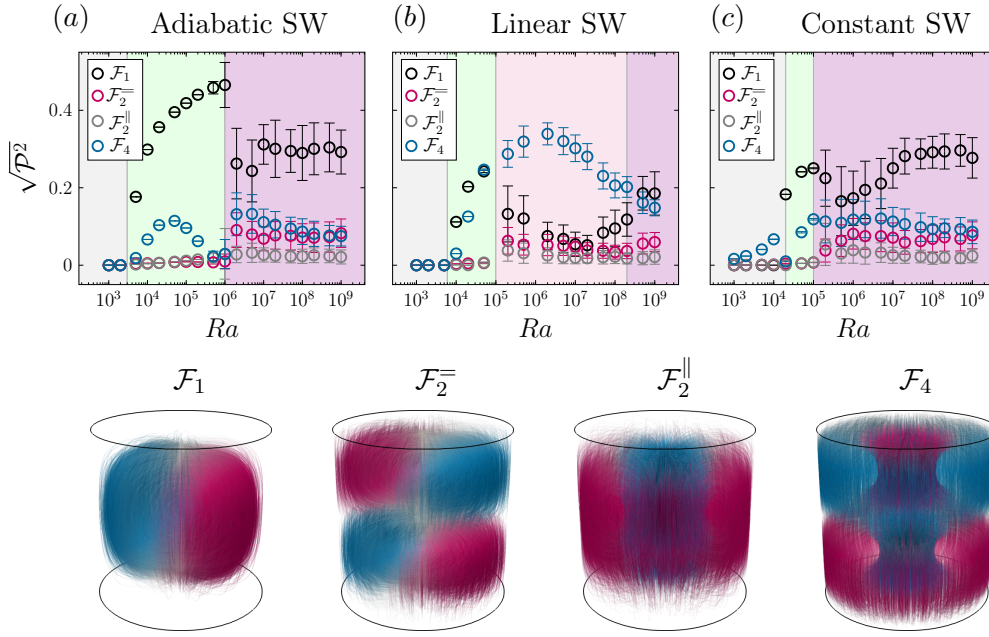 (a) Adiabatic SW
(b) Linear SW
(c) Constant SW
√𝒫²
0.4
0.2
0
ℱ₁
ℱ₂⁼
ℱ₂‖
ℱ₄
ℱ₁
ℱ₂⁼
ℱ₂‖
ℱ₄
ℱ₁
ℱ₂⁼
ℱ₂‖
ℱ₄
10³ 10⁴ 10⁵ 10⁶ 10⁷ 10⁸ 10⁹
10³ 10⁴ 10⁵ 10⁶ 10⁷ 10⁸ 10⁹
10³ 10⁴ 10⁵ 10⁶ 10⁷ 10⁸ 10⁹
Ra
Ra
Ra
ℱ₁ ℱ₂⁼ ℱ₂‖ ℱ₄